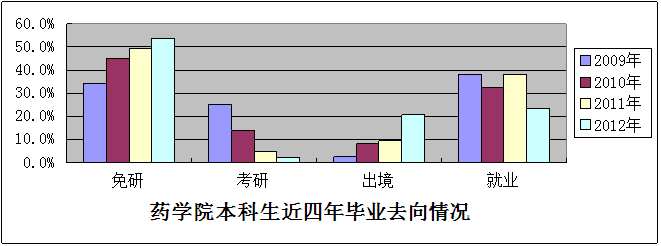 60.0%
50.0%
40.0%
30.0%
20.0%
10.0%
0.0%
免研 考研 出境 就业
2009年
2010年
2011年
2012年
药学院本科生近四年毕业去向情况